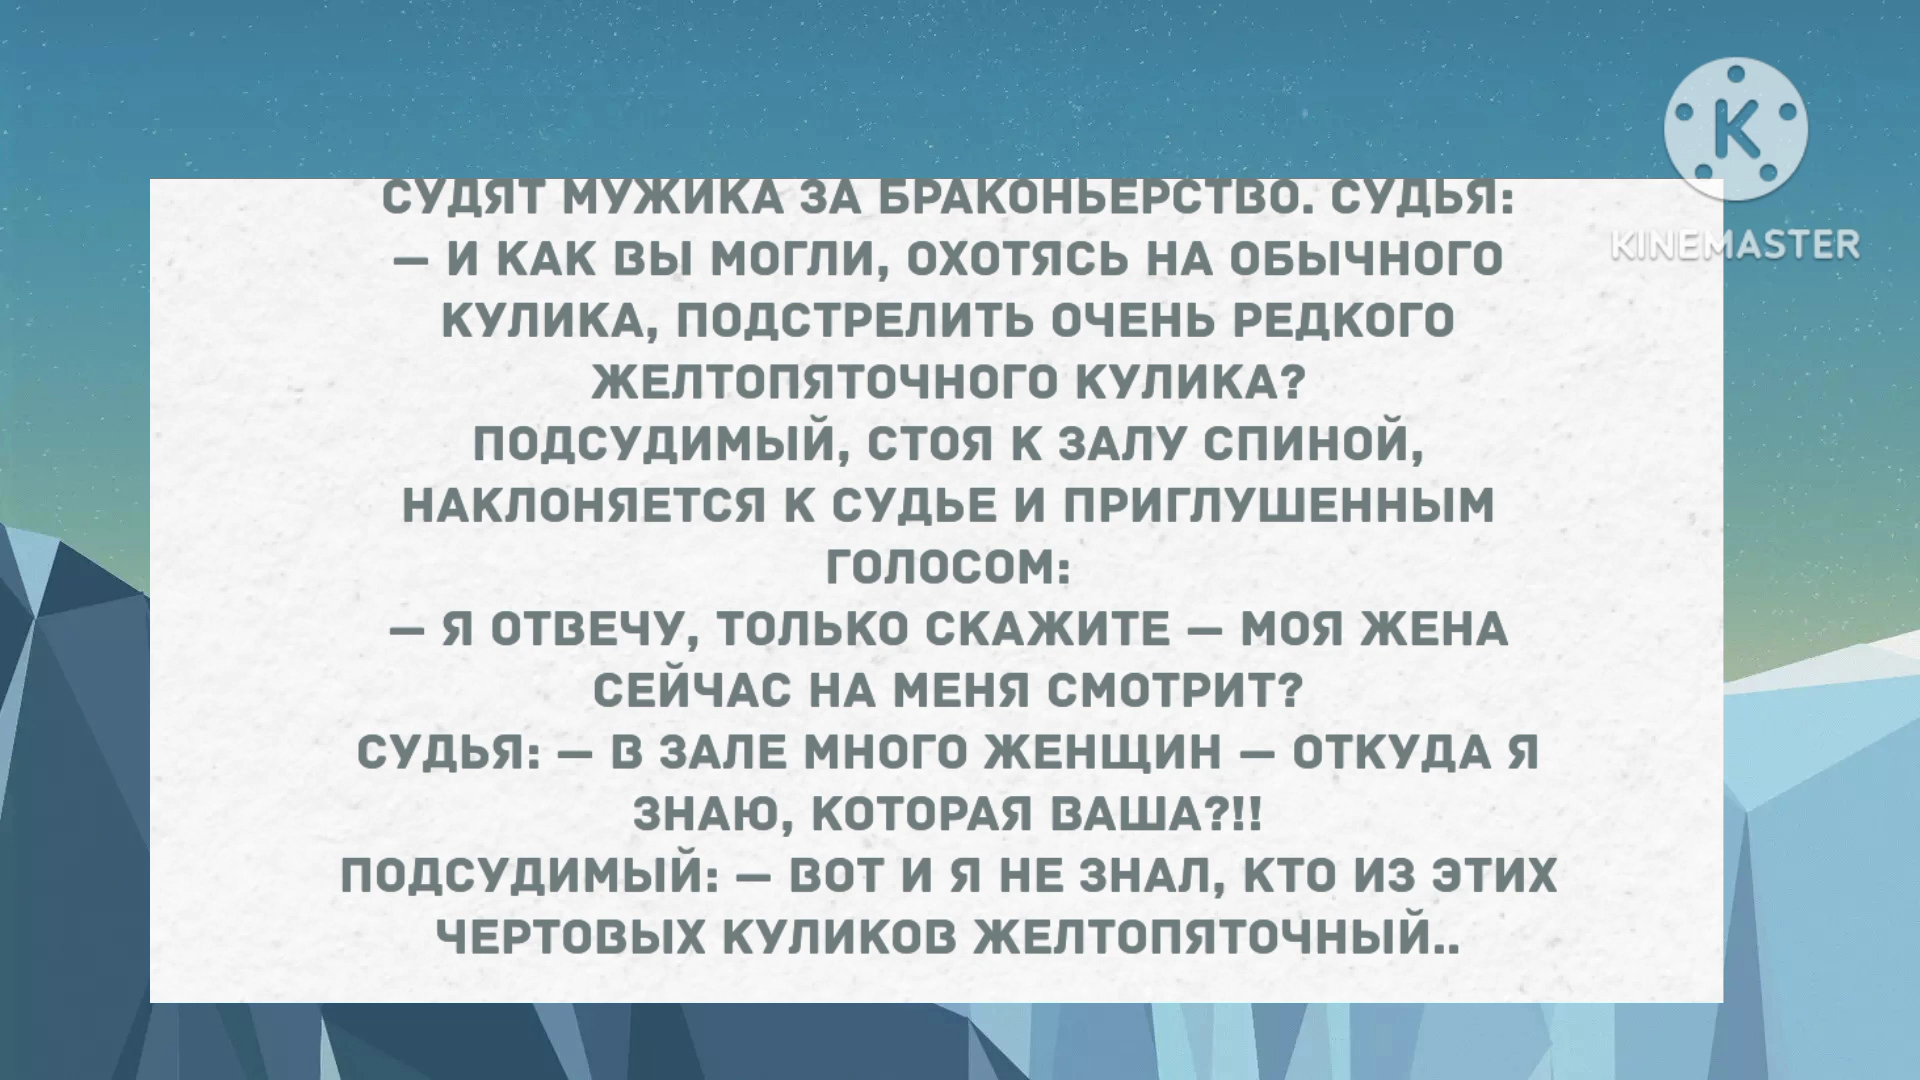 СУДЯТ МУЖИКА ЗА БРАКОНЬЕРСТВО. СУДЬЯ:
– И КАК ВЫ МОГЛИ, ОХОТЯСЬ НА ОБЫЧНОГО
КУЛИКА, ПОДСТРЕЛИТЬ ОЧЕНЬ РЕДКОГО
ЖЕЛТОПЯТОЧНОГО КУЛИКА?
ПОДСУДИМЫЙ, СТОЯ К ЗАЛУ СПИНОЙ,
НАКЛОНЯЕТСЯ К СУДЬЕ И ПРИГЛУШЕННЫМ
ГОЛОСОМ:
– Я ОТВЕЧУ, ТОЛЬКО СКАЖИТЕ – МОЯ ЖЕНА
СЕЙЧАС НА МЕНЯ СМОТРИТ?
СУДЬЯ: – В ЗАЛЕ МНОГО ЖЕНЩИН – ОТКУДА Я
ЗНАЮ, КОТОРАЯ ВАША?!!
ПОДСУДИМЫЙ: – ВОТ И Я НЕ ЗНАЛ, КТО ИЗ ЭТИХ
ЧЕРТОВЫХ КУЛИКОВ ЖЕЛТОПЯТОЧНЫЙ..
K
KINEMASTER